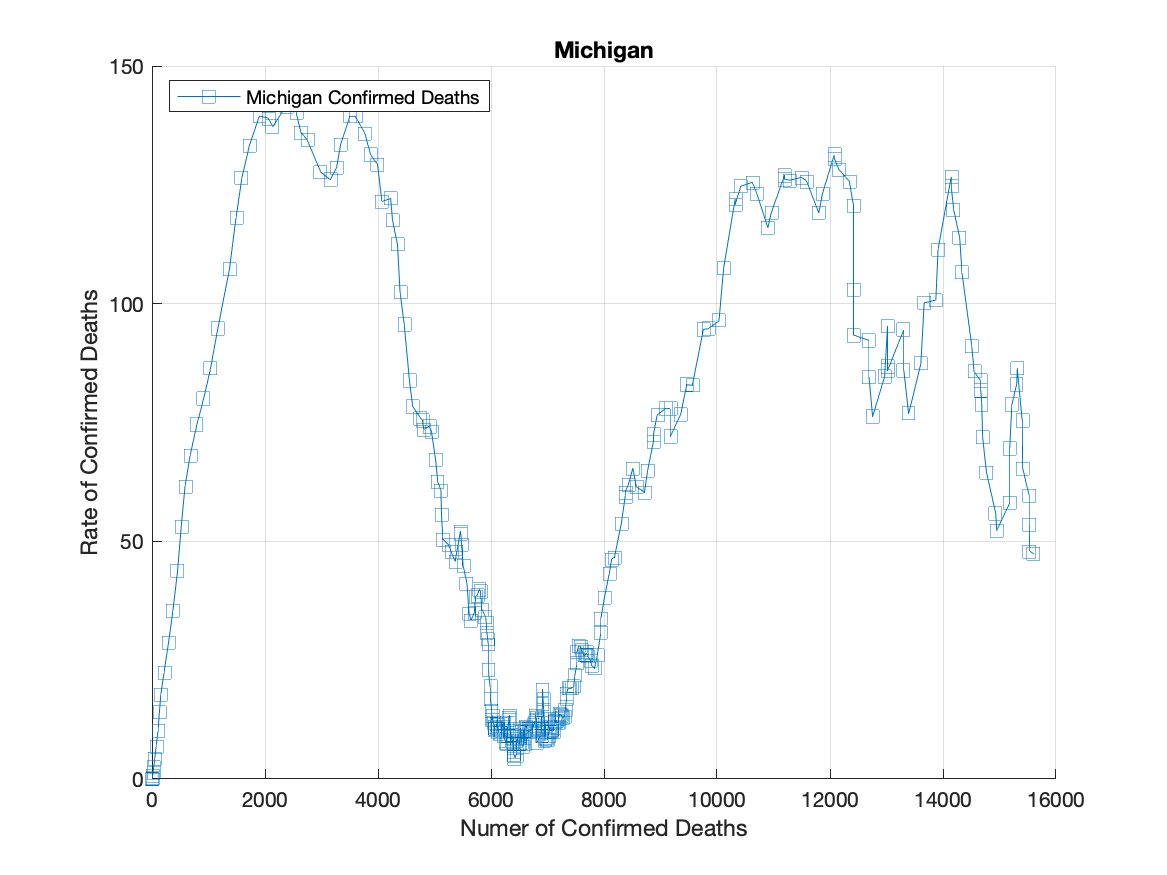 Michigan
150
Michigan Confirmed Deaths
100
Rate of Confirmed Deaths
50
0
0 2000 4000 6000 8000 10000 12000 14000 16000
Numer of Confirmed Deaths